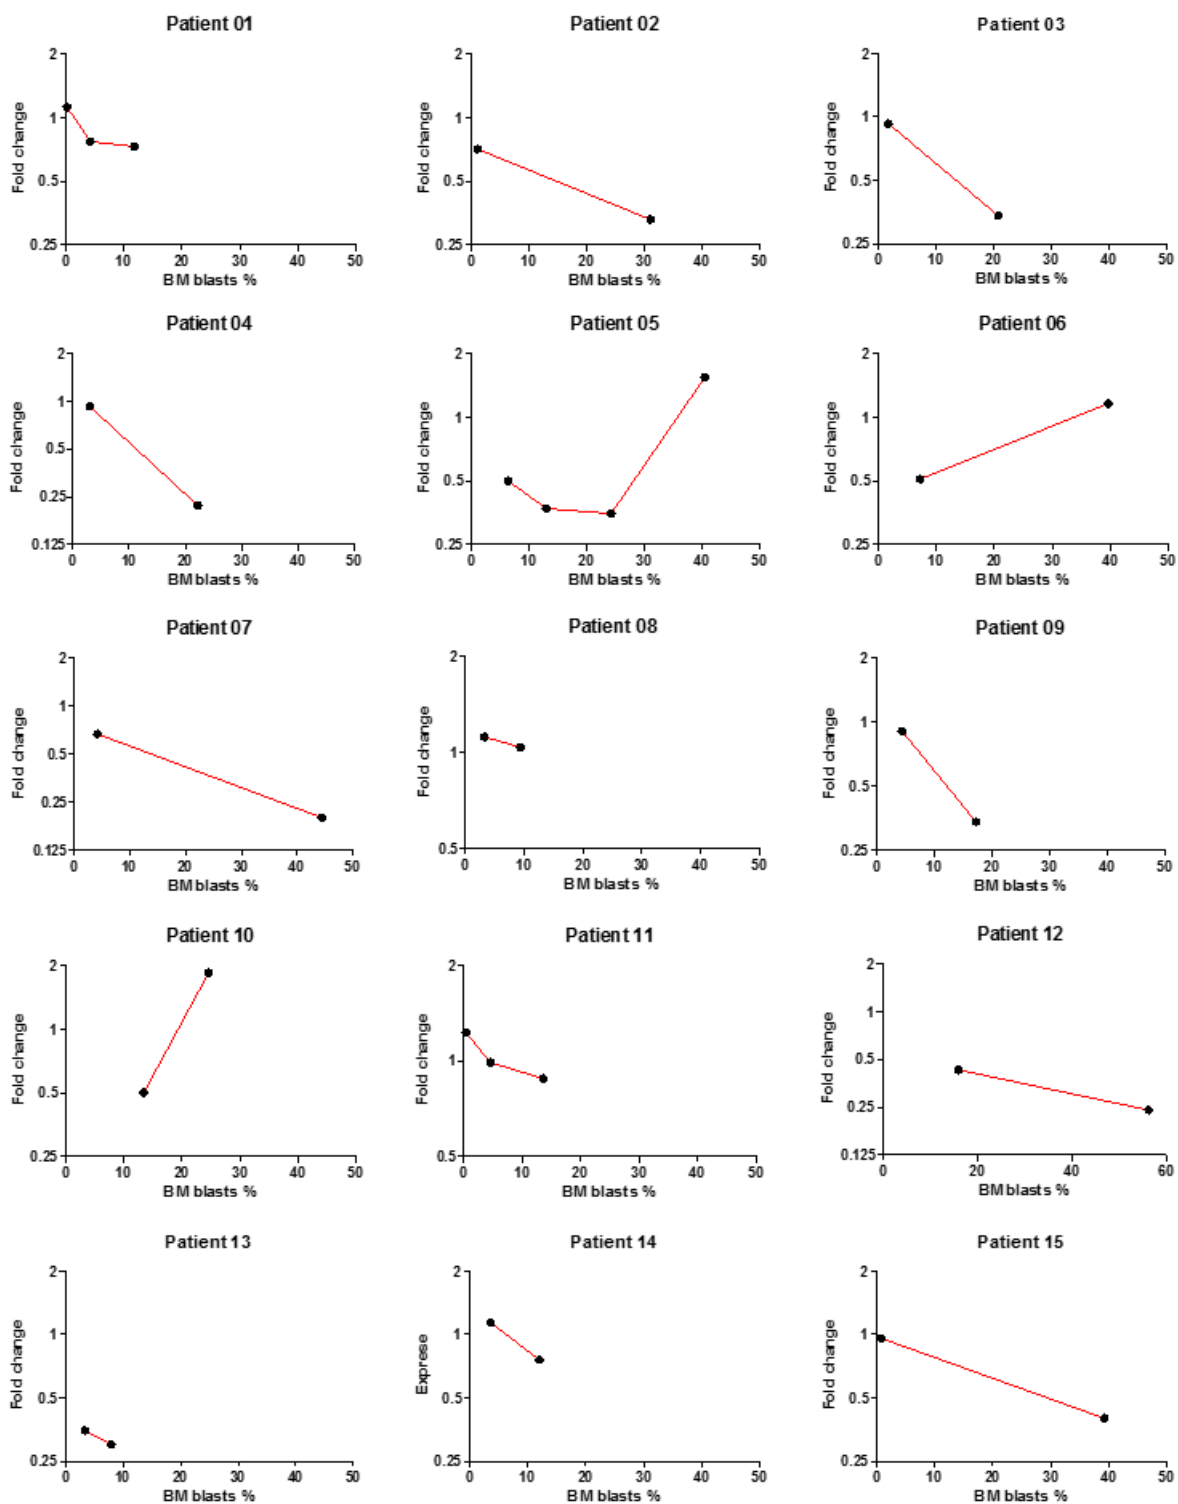 Patient 01
2
1
0.5
0.25
Fold change
0 10 20 30 40 50
BM blasts %
Patient 02
2
1
0.5
0.25
Fold change
0 10 20 30 40 50
BM blasts %
Patient 03
2
1
0.5
0.25
Fold change
0 10 20 30 40 50
BM blasts %
Patient 04
2
1
0.5
0.25
0.125
Fold change
0 10 20 30 40 50
BM blasts %
Patient 05
2
1
0.5
0.25
Fold change
0 10 20 30 40 50
BM blasts %
Patient 06
2
1
0.5
0.25
Fold change
0 10 20 30 40 50
BM blasts %
Patient 07
2
1
0.5
0.25
0.125
Fold change
0 10 20 30 40 50
BM blasts %
Patient 08
2
1
0.5
Fold change
0 10 20 30 40 50
BM blasts %
Patient 09
2
1
0.5
0.25
Fold change
0 10 20 30 40 50
BM blasts %
Patient 10
2
1
0.5
0.25
Fold change
0 10 20 30 40 50
BM blasts %
Patient 11
2
1
0.5
Fold change
0 10 20 30 40 50
BM blasts %
Patient 12
2
1
0.5
0.25
0.125
Fold change
0 20 40 60
BM blasts %
Patient 13
2
1
0.5
0.25
Fold change
0 10 20 30 40 50
BM blasts %
Patient 14
2
1
0.5
0.25
Exprese
0 10 20 30 40 50
BM blasts %
Patient 15
2
1
0.5
0.25
Fold change
0 10 20 30 40 50
BM blasts %